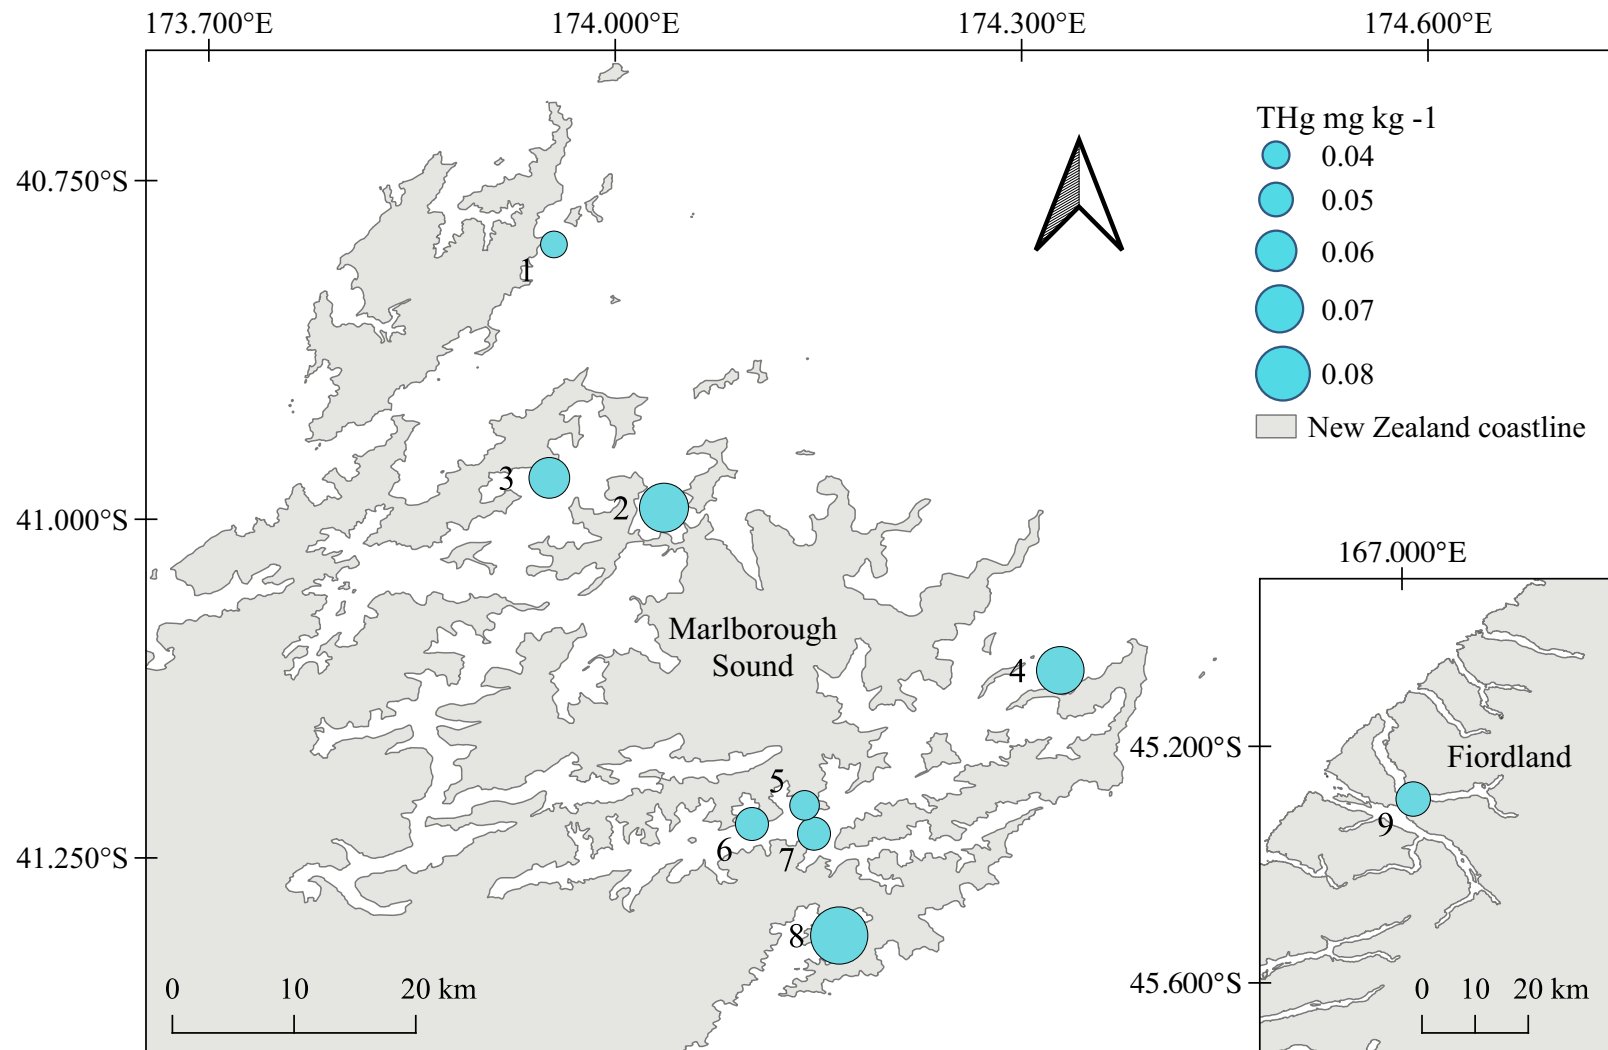 173.700°E
174.000°E
174.300°E
174.600°E
THg mg kg -1
0.04
40.750°S
0.05
0.06
1
0.07
0.08
New Zealand coastline
3
2
41.000°S
167.000°E
Marlborough
Sound
4
45.200°S
Fiordland
5
9
6
7
41.250°S
8
45.600°S
0 10 20 km
0 10 20 km